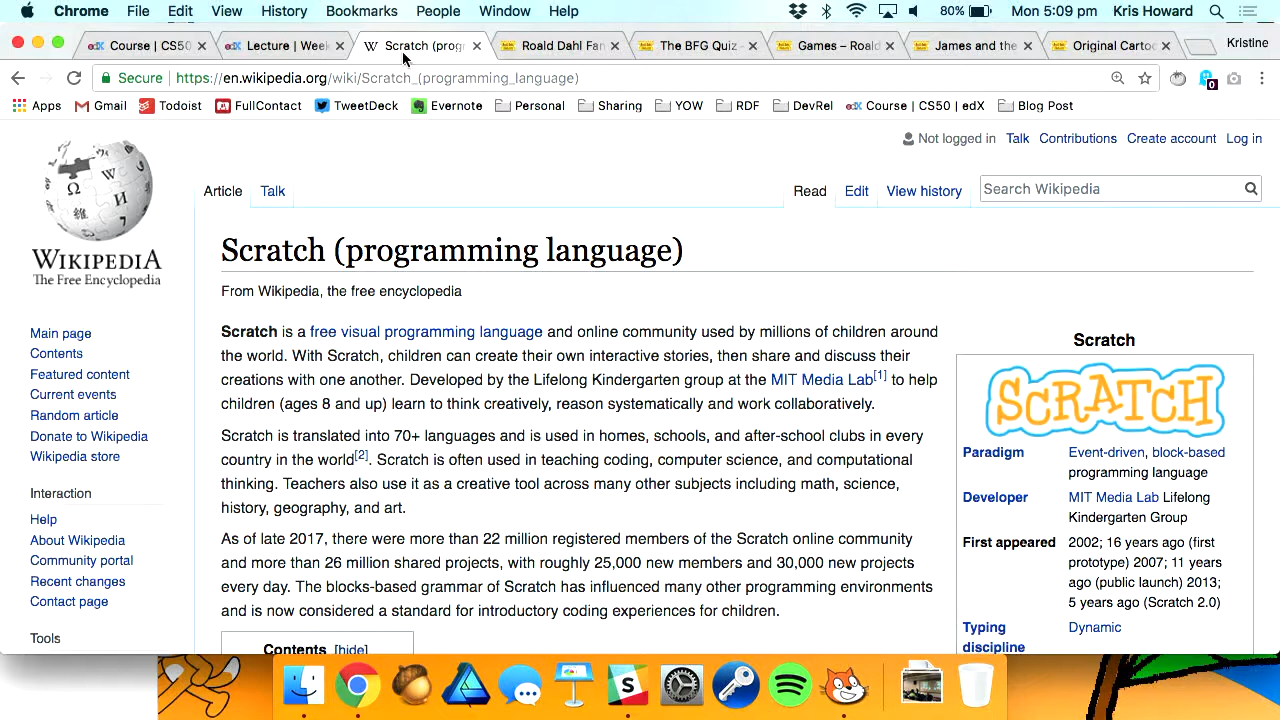 Chrome File Edit View History Bookmarks People Window Help 80% Mon 5:09 pm Kris Howard
Course | CS50 Lecture | Week Scratch (progr Roald Dahl Fan The BFG Quiz – Games – Roald James and the Original Cartoo Kristine
Secure https://en.wikipedia.org/wiki/Scratch_(programming_language)
Apps Gmail Todoist FullContact TweetDeck Evernote Personal Sharing YOW RDF DevRel edX Course | CS50 | edX Blog Post
Not logged in Talk Contributions Create account Log in
Article Talk Read Edit View history Search Wikipedia
WIKIPEDIA
The Free Encyclopedia
Main page
Contents
Featured content
Current events
Random article
Donate to Wikipedia
Wikipedia store
Interaction
Help
About Wikipedia
Community portal
Recent changes
Contact page
Tools
Scratch (programming language)
From Wikipedia, the free encyclopedia
Scratch is a free visual programming language and online community used by millions of children around
the world. With Scratch, children can create their own interactive stories, then share and discuss their
creations with one another. Developed by the Lifelong Kindergarten group at the MIT Media Lab[1] to help
children (ages 8 and up) learn to think creatively, reason systematically and work collaboratively.
Scratch is translated into 70+ languages and is used in homes, schools, and after-school clubs in every
country in the world[2]. Scratch is often used in teaching coding, computer science, and computational
thinking. Teachers also use it as a creative tool across many other subjects including math, science,
history, geography, and art.
As of late 2017, there were more than 22 million registered members of the Scratch online community
and more than 26 million shared projects, with roughly 25,000 new members and 30,000 new projects
every day. The blocks-based grammar of Scratch has influenced many other programming environments
and is now considered a standard for introductory coding experiences for children.
Contents [hide]
Scratch
SCRATCH
Paradigm Event-driven, block-based
programming language
Developer MIT Media Lab Lifelong
Kindergarten Group
First appeared 2002; 16 years ago (first
prototype) 2007; 11 years
ago (public launch) 2013;
5 years ago (Scratch 2.0)
Typing Dynamic
discipline